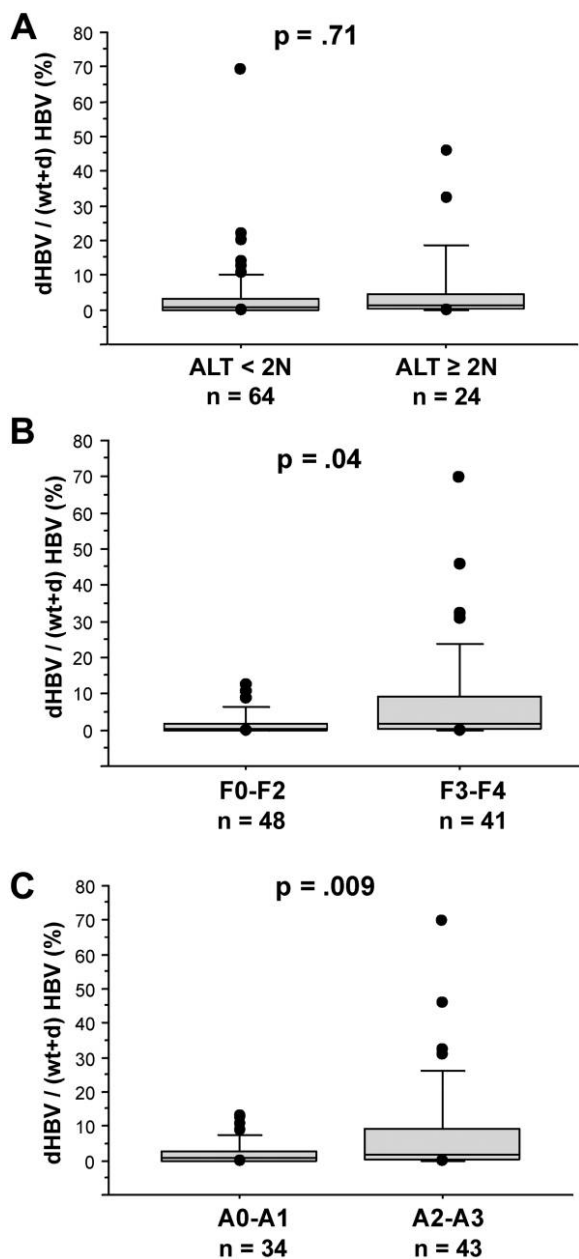 A
p = .71
dHBV / (wt+d) HBV (%)
80
70
60
50
40
30
20
10
0
ALT < 2N
ALT ≥ 2N
n = 64
n = 24
B
p = .04
dHBV / (wt+d) HBV (%)
80
70
60
50
40
30
20
10
0
F0-F2
F3-F4
n = 48
n = 41
C
p = .009
dHBV / (wt+d) HBV (%)
80
70
60
50
40
30
20
10
0
A0-A1
A2-A3
n = 34
n = 43